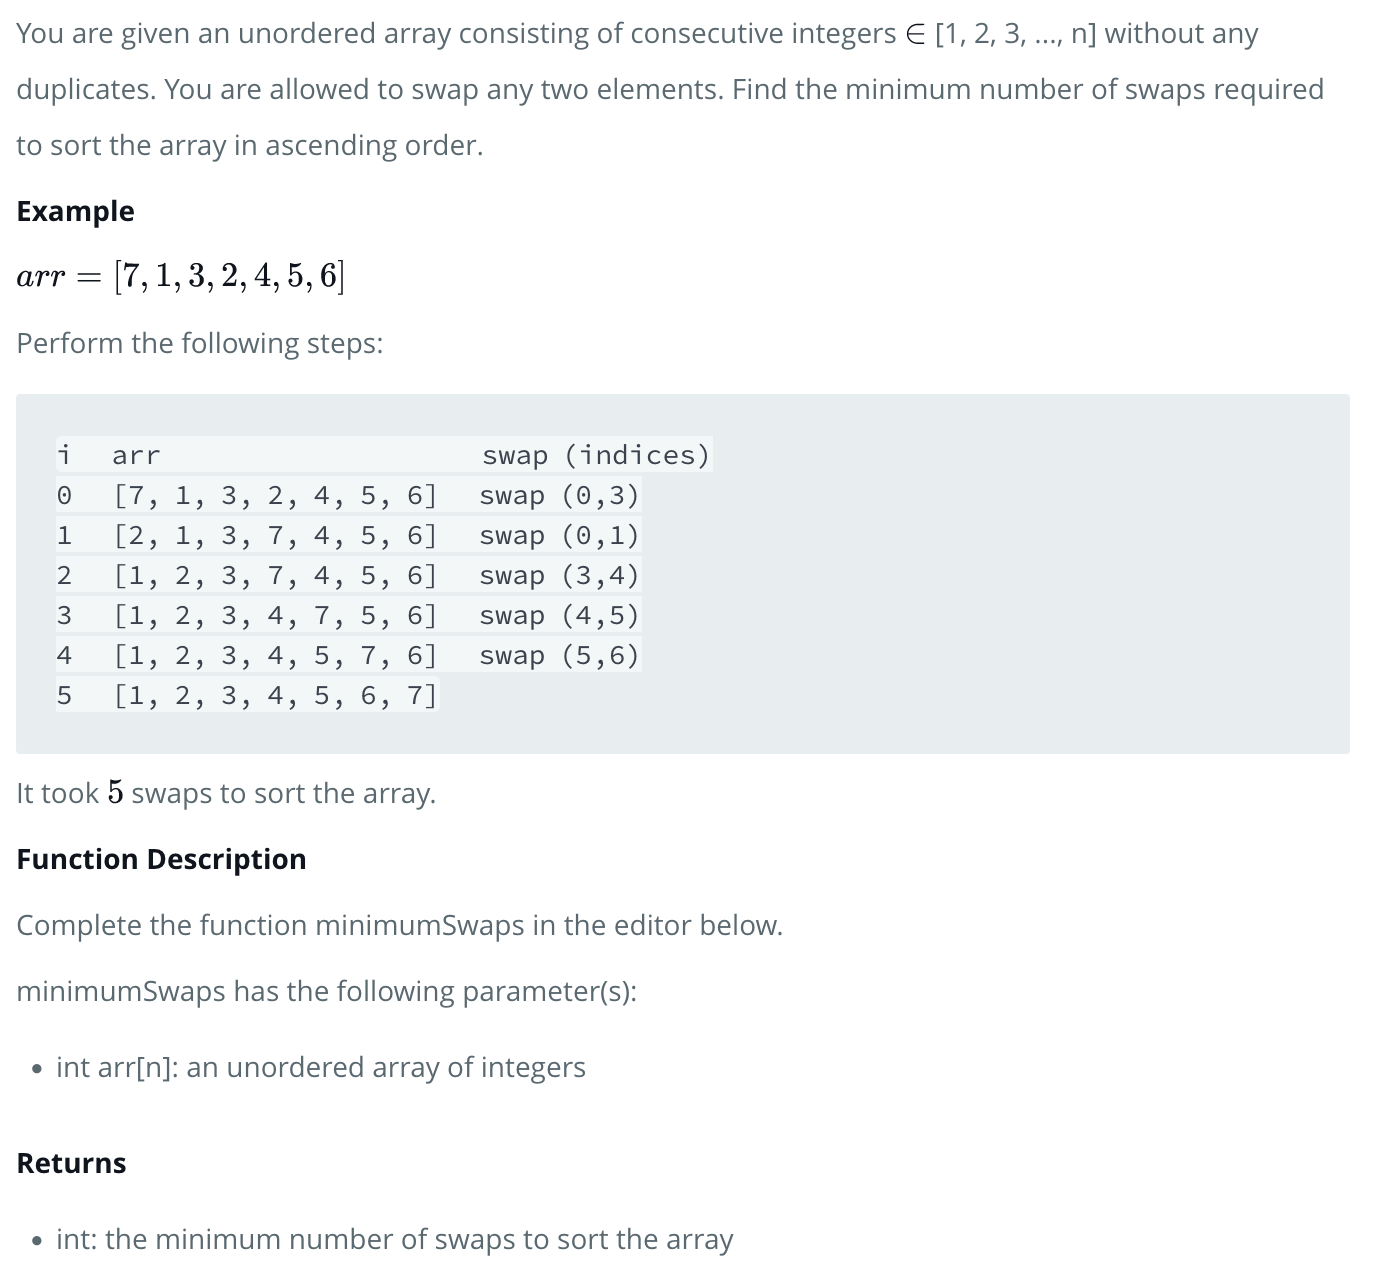 You are given an unordered array consisting of consecutive integers ∈ [1, 2, 3, ..., n] without any
duplicates. You are allowed to swap any two elements. Find the minimum number of swaps required
to sort the array in ascending order.
Example
arr = [7, 1, 3, 2, 4, 5, 6]
Perform the following steps:
i   arr                     swap (indices)
0   [7, 1, 3, 2, 4, 5, 6]   swap (0,3)
1   [2, 1, 3, 7, 4, 5, 6]   swap (0,1)
2   [1, 2, 3, 7, 4, 5, 6]   swap (3,4)
3   [1, 2, 3, 4, 7, 5, 6]   swap (4,5)
4   [1, 2, 3, 4, 5, 7, 6]   swap (5,6)
5   [1, 2, 3, 4, 5, 6, 7]
It took 5 swaps to sort the array.
Function Description
Complete the function minimumSwaps in the editor below.
minimumSwaps has the following parameter(s):
• int arr[n]: an unordered array of integers
Returns
• int: the minimum number of swaps to sort the array